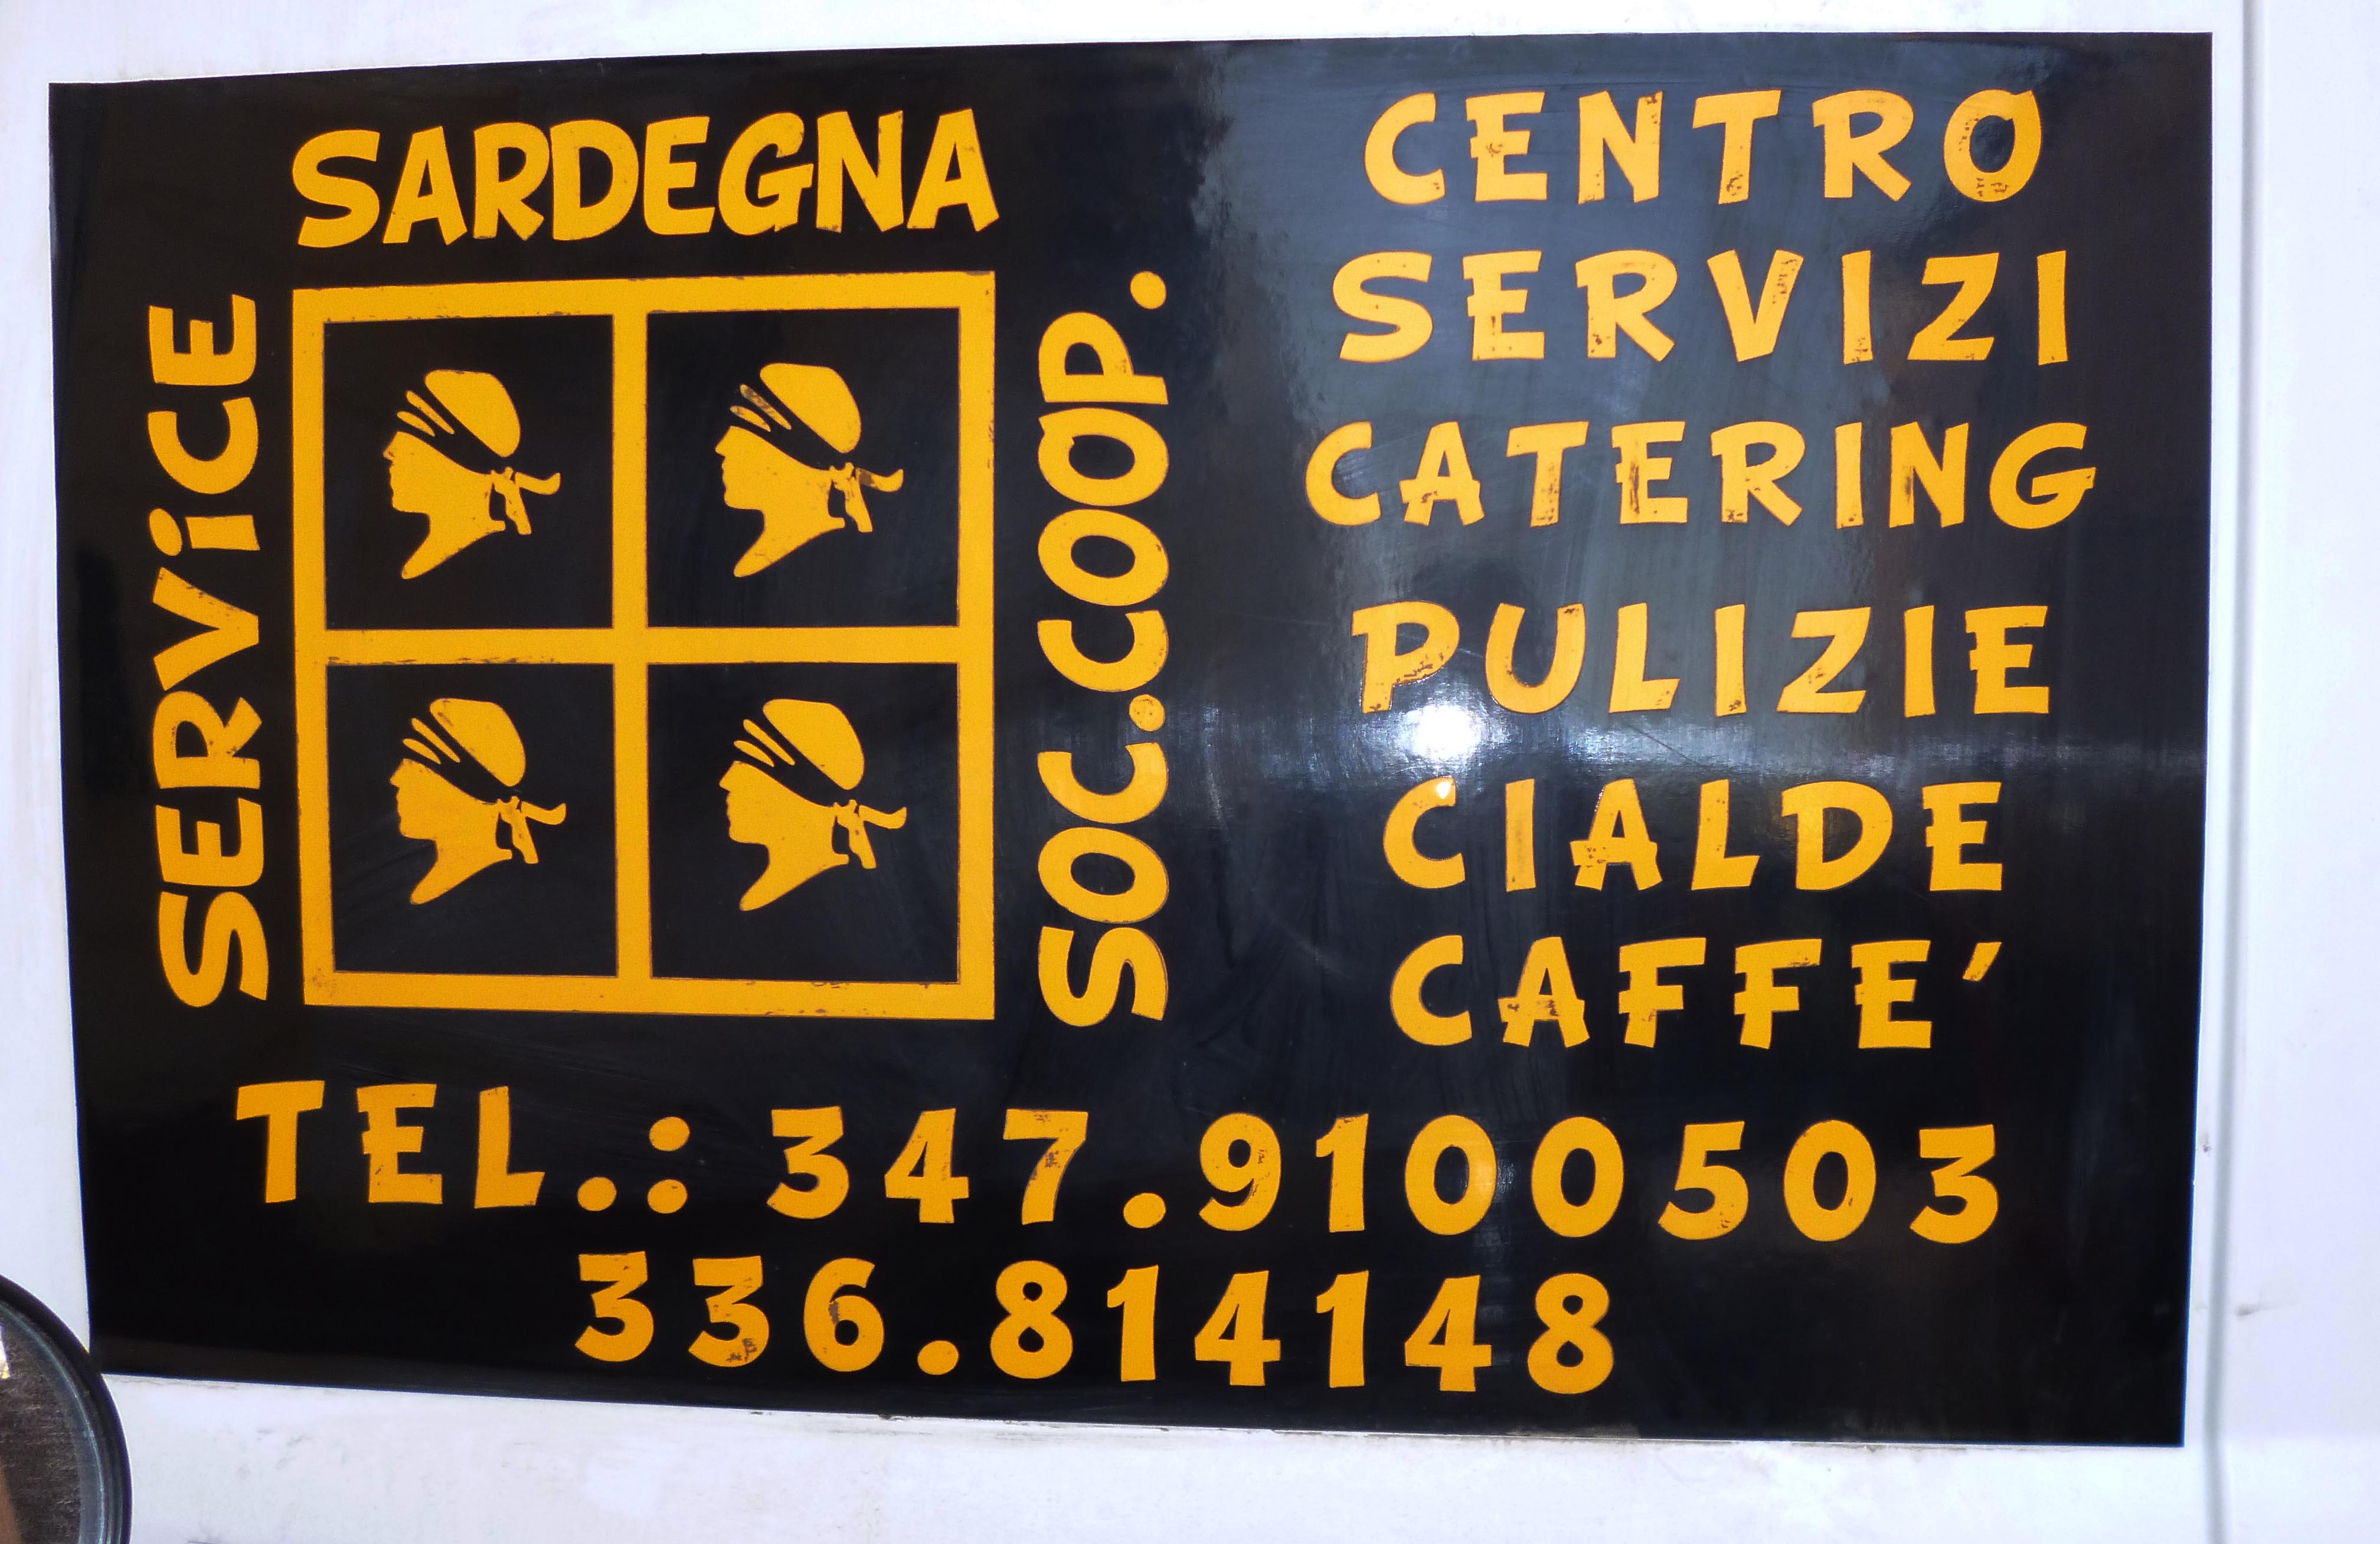 SARDEGNA
SERViCE
SOC.COOP.
CENTRO
SERVIZI
CATERING
PULIZIE
CIALDE
CAFFE'
TEL.: 347.9100503
336.814148